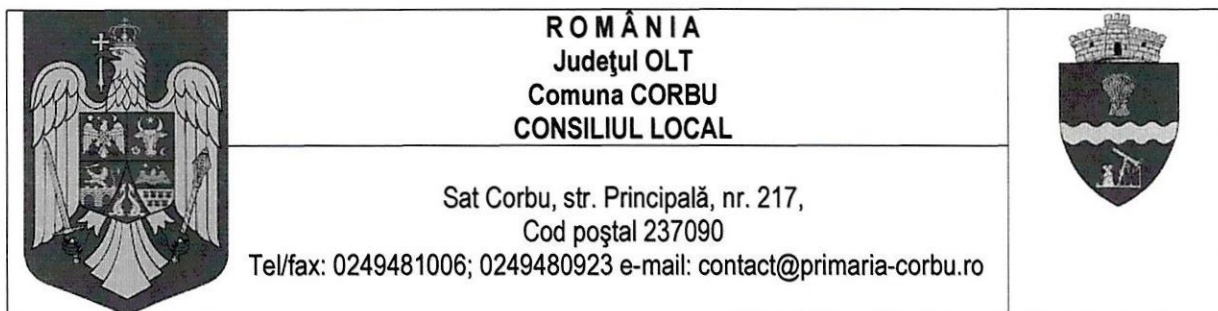 R O M Â N I A
Judeţul OLT
Comuna CORBU
CONSILIUL LOCAL
Sat Corbu, str. Principală, nr. 217,
Cod poştal 237090
Tel/fax: 0249481006; 0249480923 e-mail: contact@primaria-corbu.ro